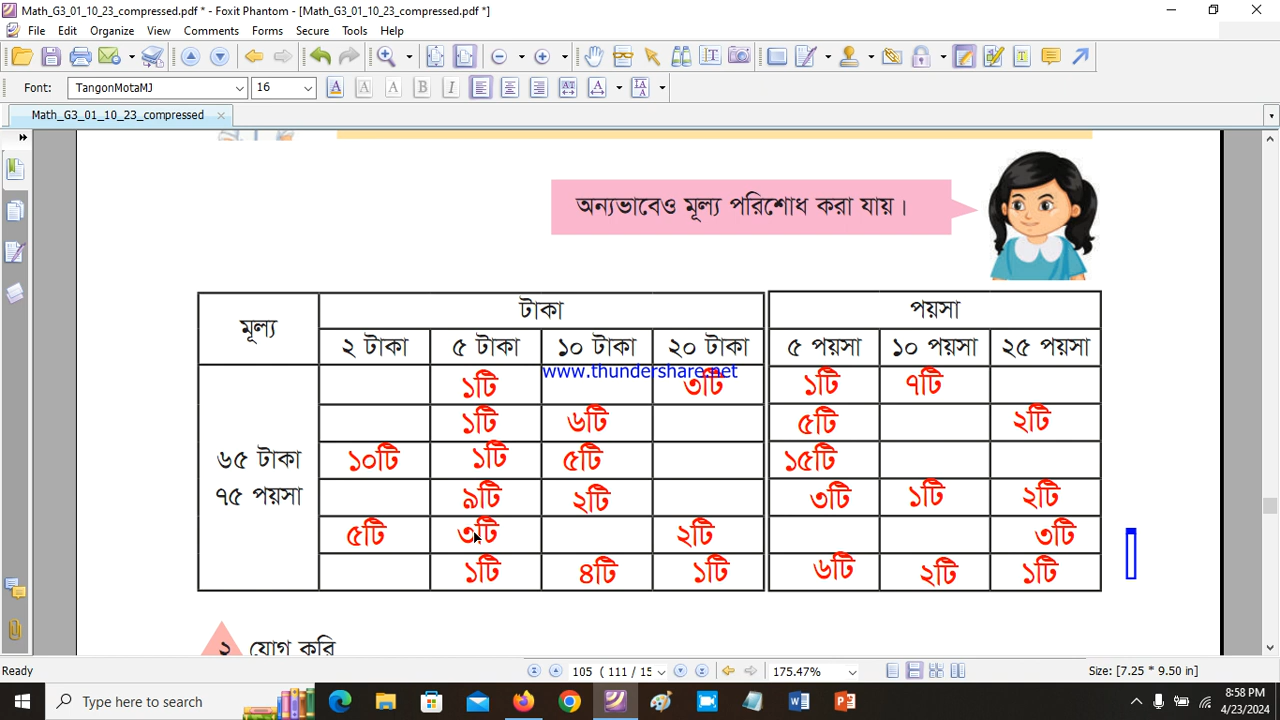 Math_G3_01_10_23_compressed.pdf * - Foxit Phantom - [Math_G3_01_10_23_compressed.pdf *]
File Edit Organize View Comments Forms Secure Tools Help
Font: TangonMotaMJ 16
Math_G3_01_10_23_compressed
অন্যভাবেও মূল্য পরিশোধ করা যায়।
মূল্য টাকা পয়সা
২ টাকা ৫ টাকা ১০ টাকা ২০ টাকা ৫ পয়সা ১০ পয়সা ২৫ পয়সা
www.thundershare.net
১টি ৩টি ১টি ৭টি
১টি ৬টি ৫টি ২টি
৬৫ টাকা ১০টি ১টি ৫টি ১৫টি
৭৫ পয়সা ৯টি ২টি ৩টি ১টি ২টি
৫টি ৩টি ২টি ৩টি
১টি ৪টি ১টি ৬টি ২টি ১টি
২ যোগ করি
Ready 105 ( 111 / 15 175.47% Size: [7.25 * 9.50 in]
Type here to search
8:58 PM
4/23/2024